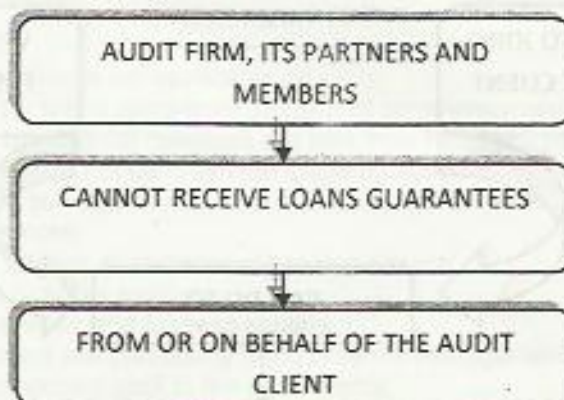 AUDIT FIRM, ITS PARTNERS AND
MEMBERS
CANNOT RECEIVE LOANS GUARANTEES
FROM OR ON BEHALF OF THE AUDIT
CLIENT